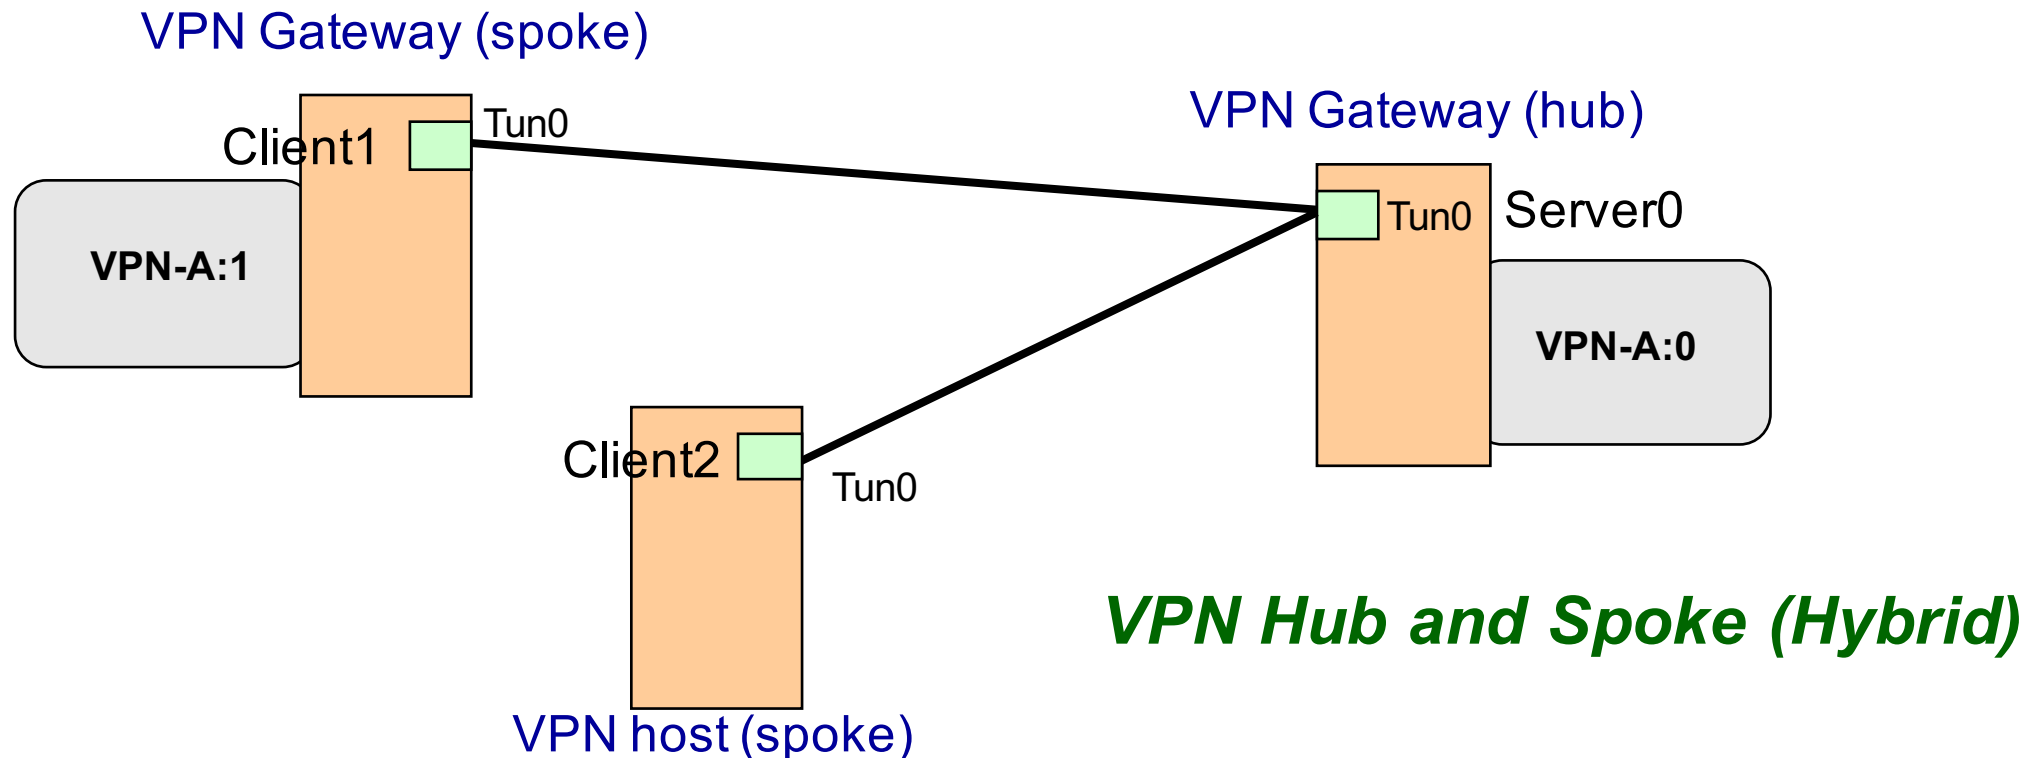 VPN Gateway (spoke)
Tun0
Client1
VPN-A:1
VPN Gateway (hub)
Tun0
Server0
VPN-A:0
Client2
Tun0
VPN host (spoke)
VPN Hub and Spoke (Hybrid)